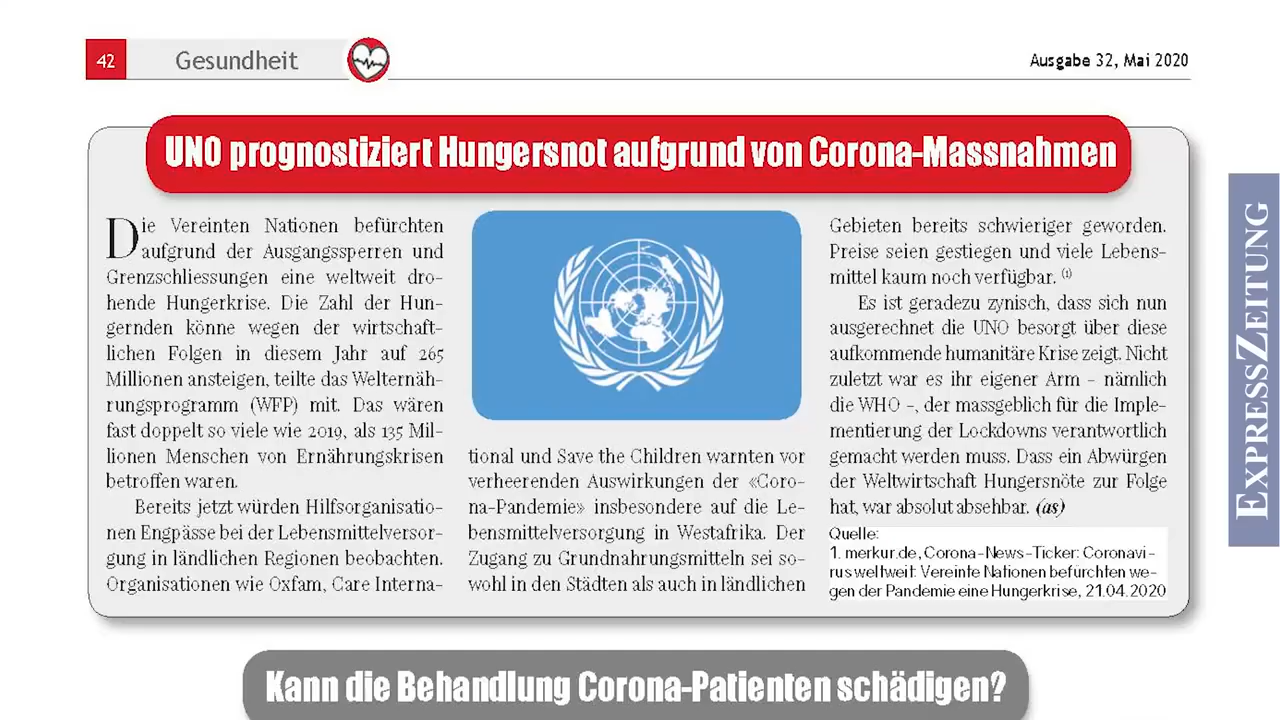 42
Gesundheit
Ausgabe 32, Mai 2020
UNO prognostiziert Hungersnot aufgrund von Corona-Massnahmen
Die Vereinten Nationen befürchten
aufgrund der Ausgangssperren und
Grenzschliessungen eine weltweit dro-
hende Hungerkrise. Die Zahl der Hun-
gernden könne wegen der wirtschaft-
lichen Folgen in diesem Jahr auf 265
Millionen ansteigen, teilte das Welternäh-
rungsprogramm (WFP) mit. Das wären
fast doppelt so viele wie 2019, als 135 Mil-
lionen Menschen von Ernährungskrisen
betroffen waren.
Bereits jetzt würden Hilfsorganisatio-
nen Engpässe bei der Lebensmittelversor-
gung in ländlichen Regionen beobachten.
Organisationen wie Oxfam, Care Interna-
tional und Save the Children warnten vor
verheerenden Auswirkungen der «Coro-
na-Pandemie» insbesondere auf die Le-
bensmittelversorgung in Westafrika. Der
Zugang zu Grundnahrungsmitteln sei so-
wohl in den Städten als auch in ländlichen
Gebieten bereits schwieriger geworden.
Preise seien gestiegen und viele Lebens-
mittel kaum noch verfügbar. (1)
Es ist geradezu zynisch, dass sich nun
ausgerechnet die UNO besorgt über diese
aufkommende humanitäre Krise zeigt. Nicht
zuletzt war es ihr eigener Arm – nämlich
die WHO –, der massgeblich für die Imple-
mentierung der Lockdowns verantwortlich
gemacht werden muss. Dass ein Abwürgen
der Weltwirtschaft Hungersnöte zur Folge
hat, war absolut absehbar. (as)
Quelle:
1. merkur.de, Corona-News-Ticker: Coronavi-
rus weltweit: Vereinte Nationen befürchten we-
gen der Pandemie eine Hungerkrise, 21.04.2020
EXPRESSZEITUNG
Kann die Behandlung Corona-Patienten schädigen?